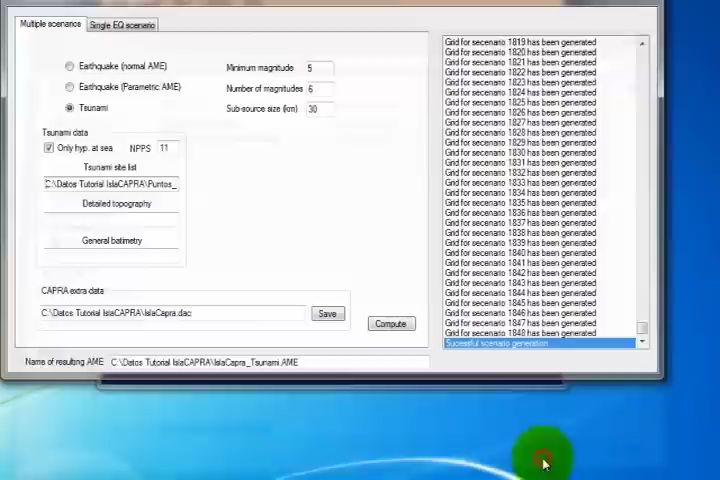 Multiple scenarios
Single EQ scenario
Earthquake (normal AME)
Earthquake (Parametric AME)
Tsunami
Minimum magnitude 5
Number of magnitudes 6
Sub-source size (km) 30
Tsunami data
Only hyp. at sea NPPS 11
Tsunami site list
C:\Datos Tutorial IslaCAPRA\Puntos_
Detailed topography
General batimetry
CAPRA extra data
C:\Datos Tutorial IslaCAPRA\IslaCapra.dac
Save
Compute
Name of resulting AME C:\Datos Tutorial IslaCAPRA\IslaCapra_Tsunami.AME
Grid for secenario 1819 has been generated
Grid for secenario 1820 has been generated
Grid for secenario 1821 has been generated
Grid for secenario 1822 has been generated
Grid for secenario 1823 has been generated
Grid for secenario 1824 has been generated
Grid for secenario 1825 has been generated
Grid for secenario 1826 has been generated
Grid for secenario 1827 has been generated
Grid for secenario 1828 has been generated
Grid for secenario 1829 has been generated
Grid for secenario 1830 has been generated
Grid for secenario 1831 has been generated
Grid for secenario 1832 has been generated
Grid for secenario 1833 has been generated
Grid for secenario 1834 has been generated
Grid for secenario 1835 has been generated
Grid for secenario 1836 has been generated
Grid for secenario 1837 has been generated
Grid for secenario 1838 has been generated
Grid for secenario 1839 has been generated
Grid for secenario 1840 has been generated
Grid for secenario 1841 has been generated
Grid for secenario 1842 has been generated
Grid for secenario 1843 has been generated
Grid for secenario 1844 has been generated
Grid for secenario 1845 has been generated
Grid for secenario 1846 has been generated
Grid for secenario 1847 has been generated
Grid for secenario 1848 has been generated
Sucessful scenario generation